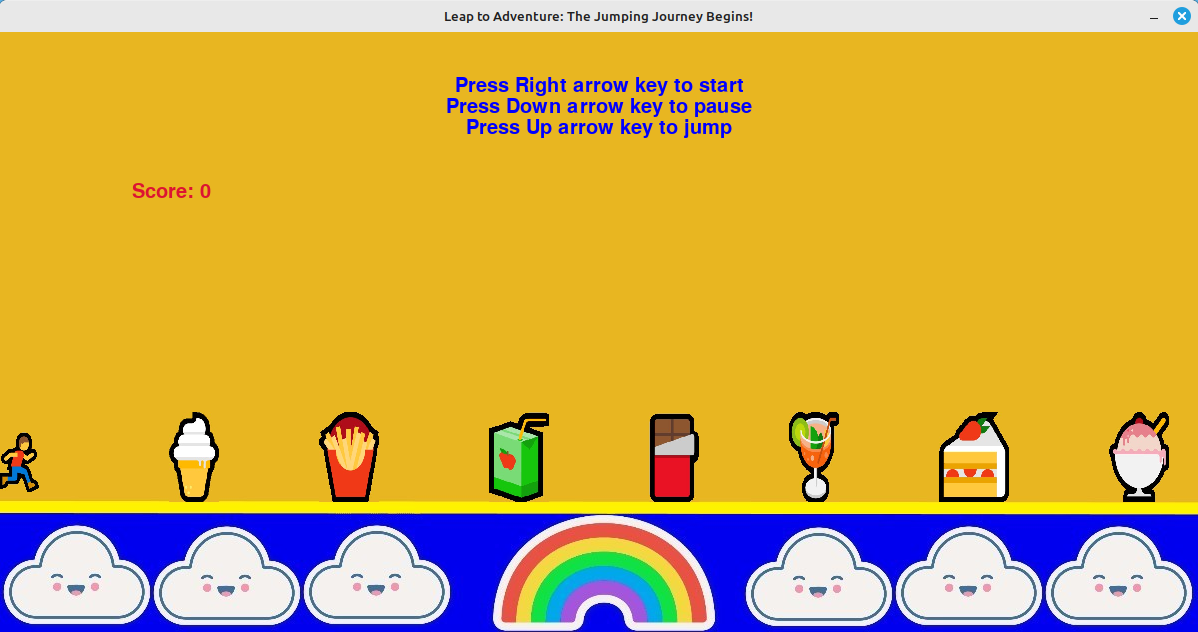 Leap to Adventure: The Jumping Journey Begins!
Press Right arrow key to start
Press Down arrow key to pause
Press Up arrow key to jump
Score: 0